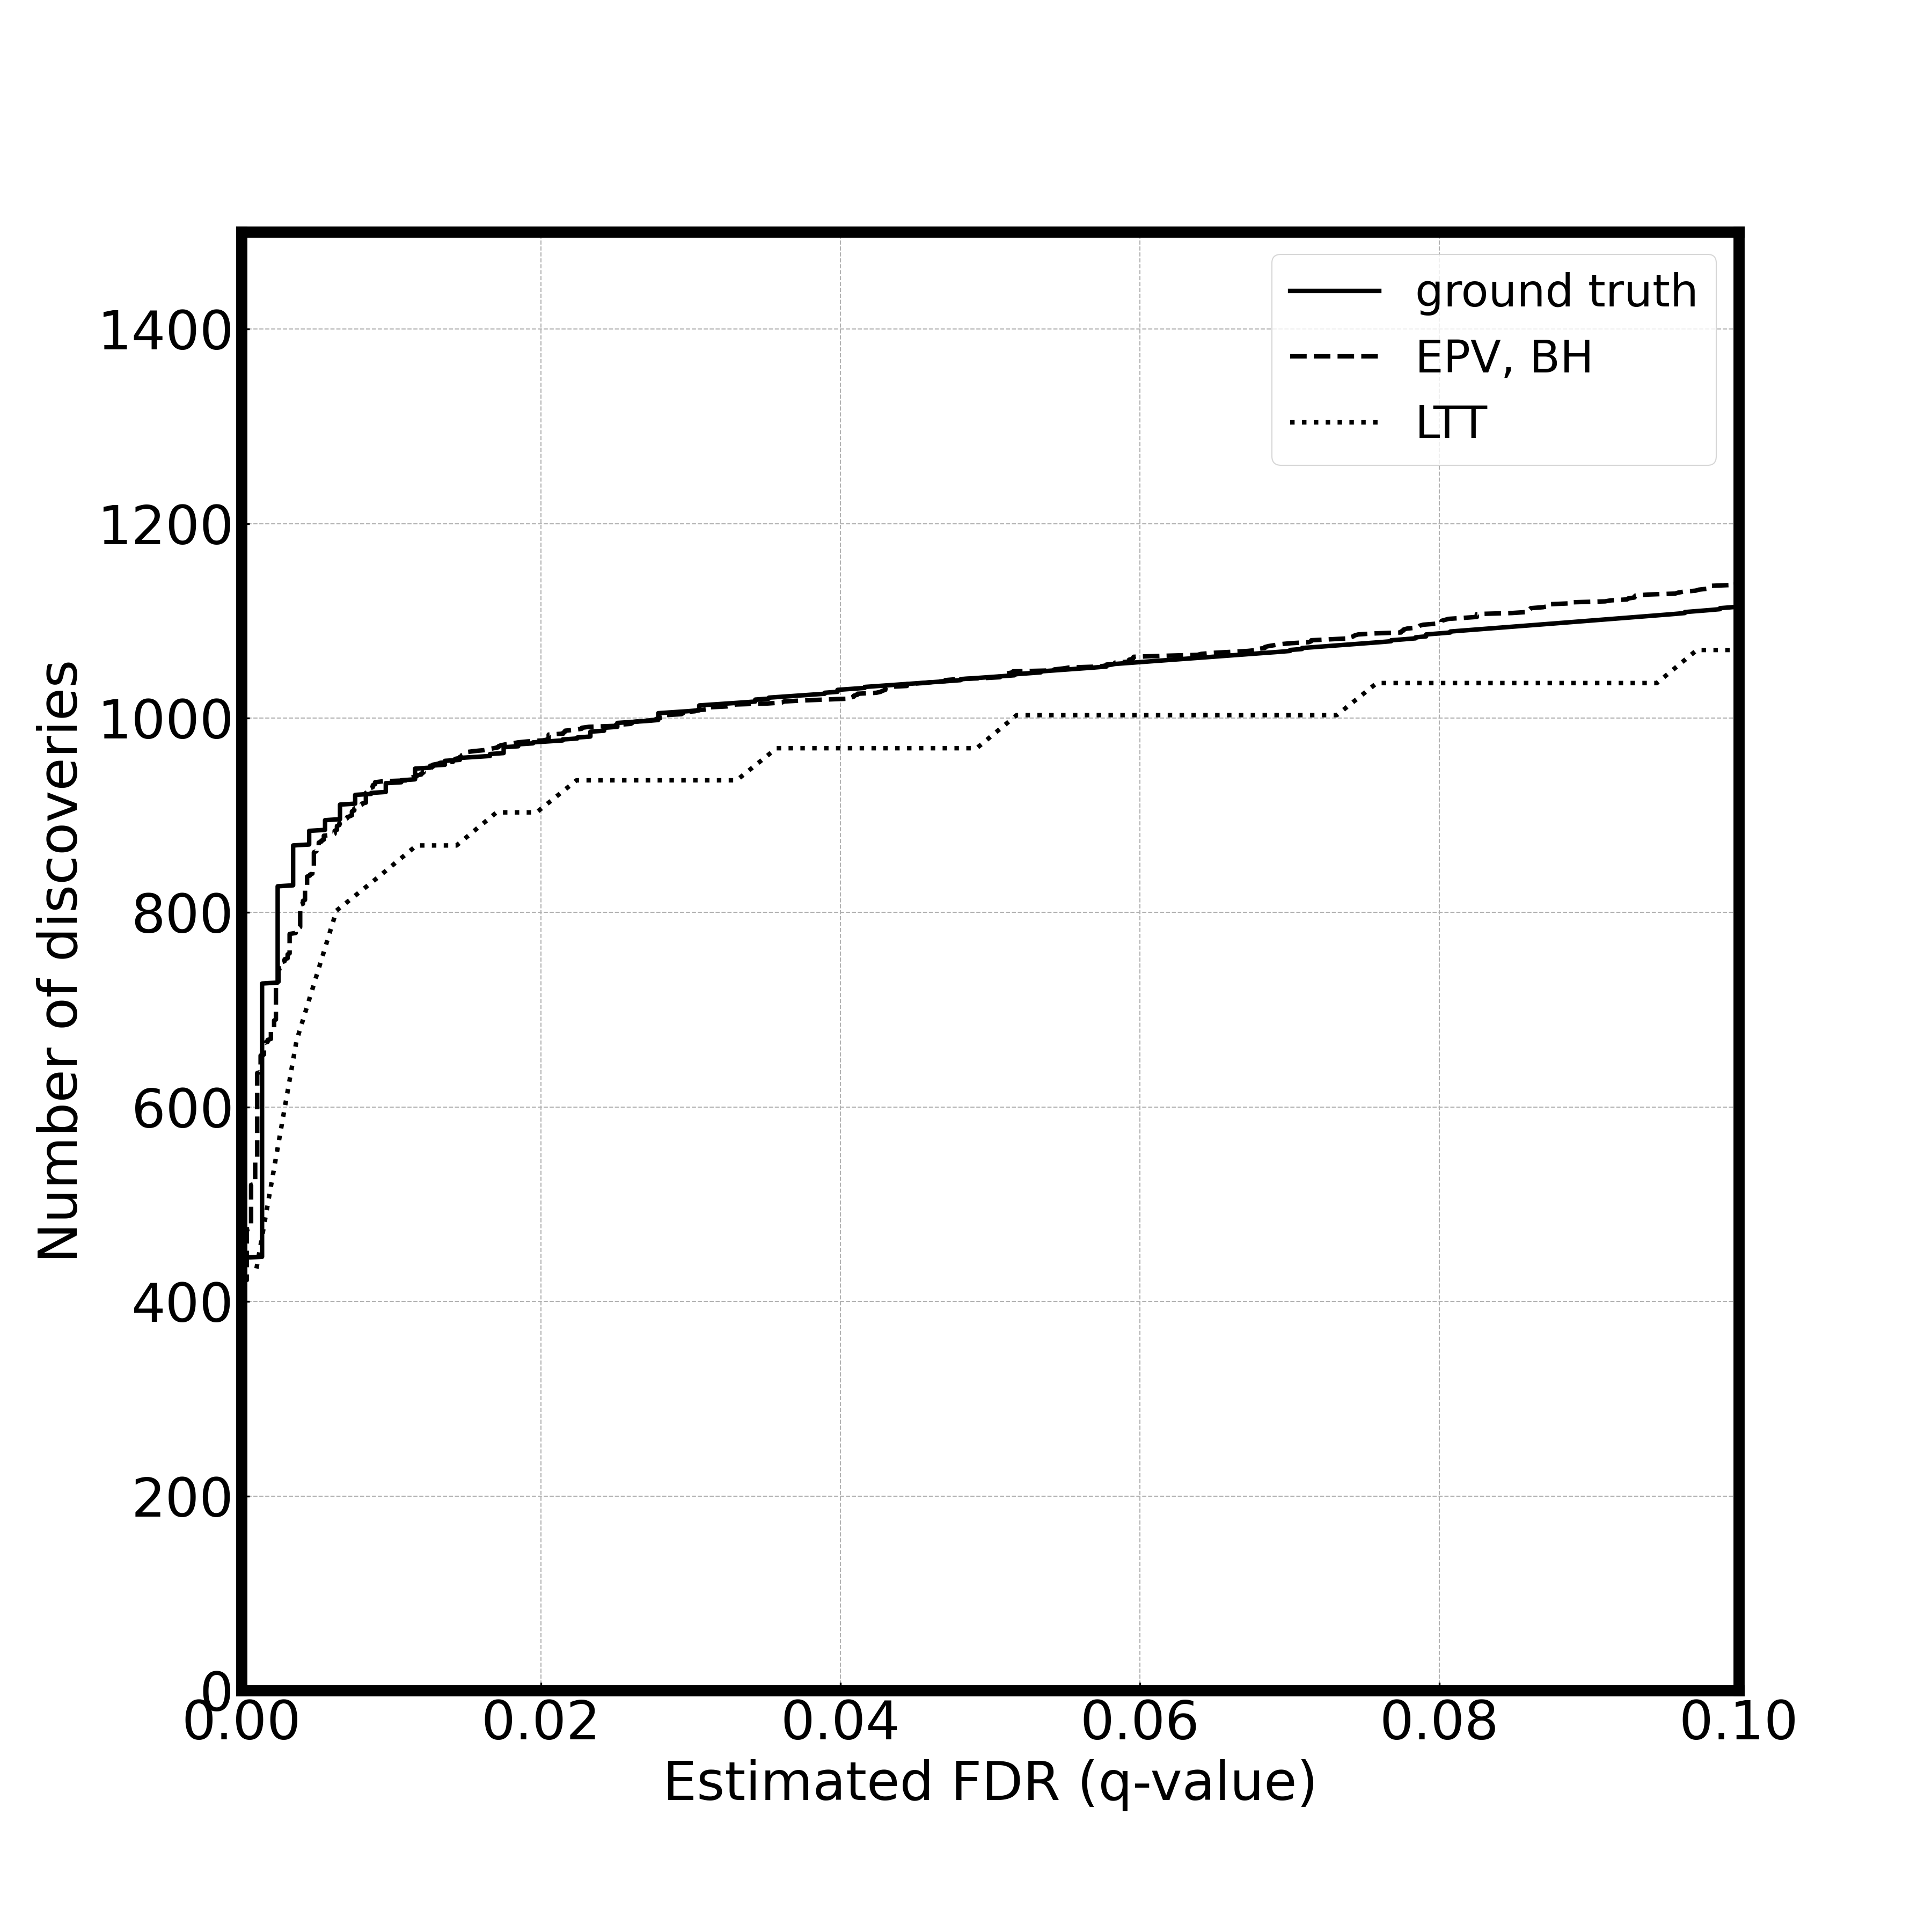 ground truth
EPV, BH
LTT
Number of discoveries
1400
1200
1000
800
600
400
200
0
0.00 0.02 0.04 0.06 0.08 0.10
Estimated FDR (q-value)